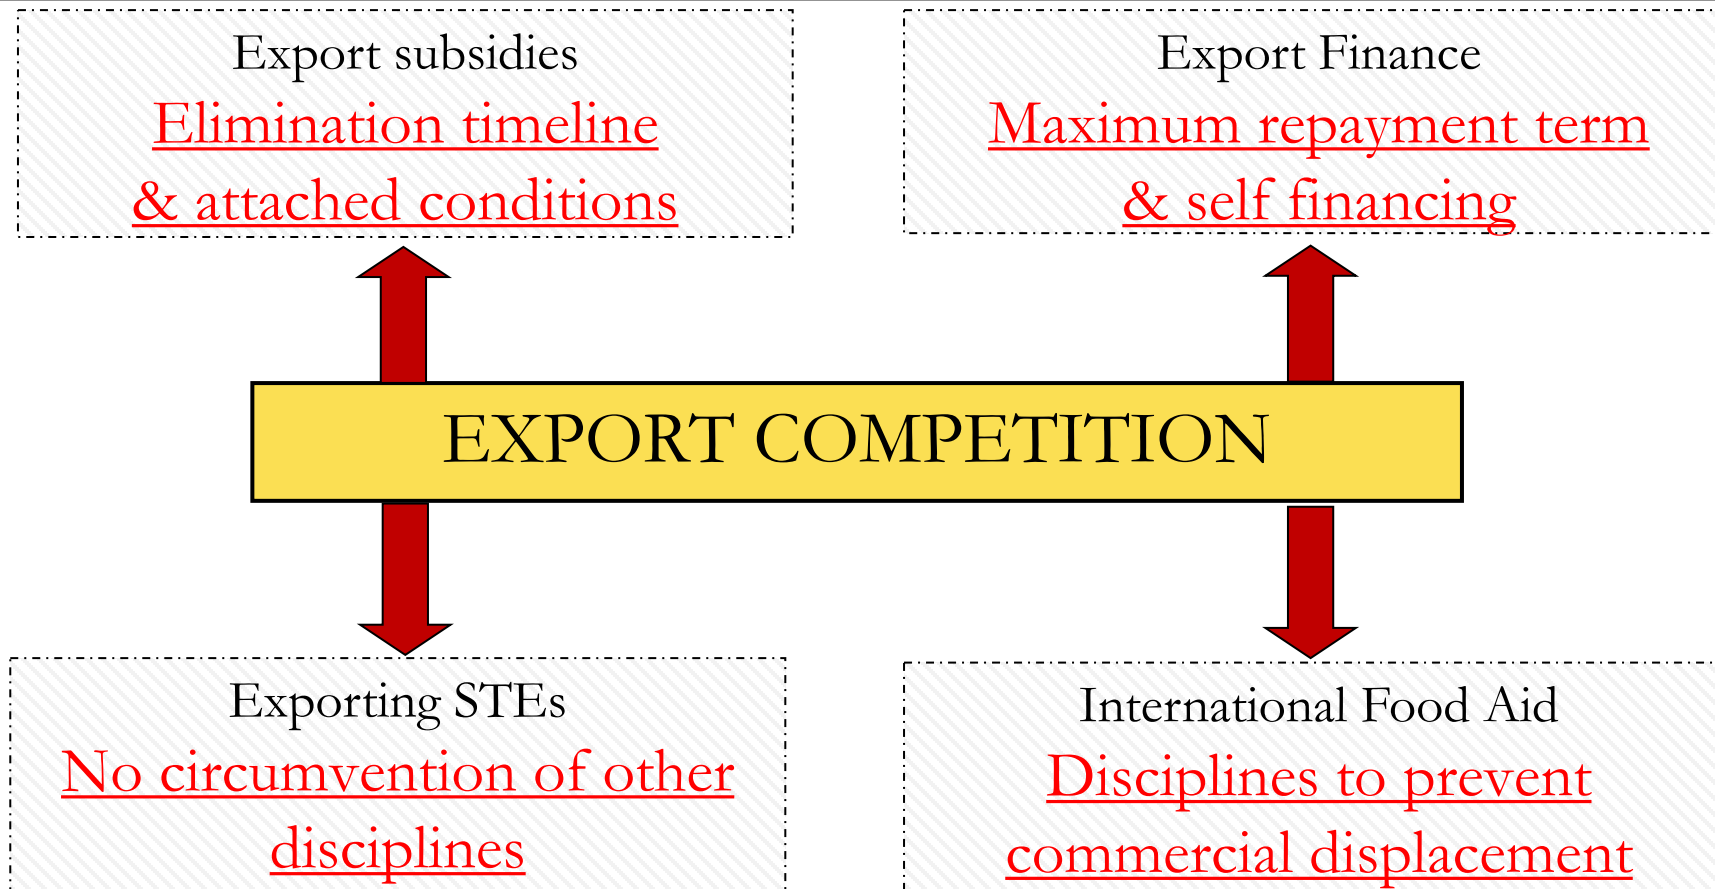 Export subsidies
Elimination timeline
& attached conditions
Export Finance
Maximum repayment term
& self financing
EXPORT COMPETITION
Exporting STEs
No circumvention of other
disciplines
International Food Aid
Disciplines to prevent
commercial displacement